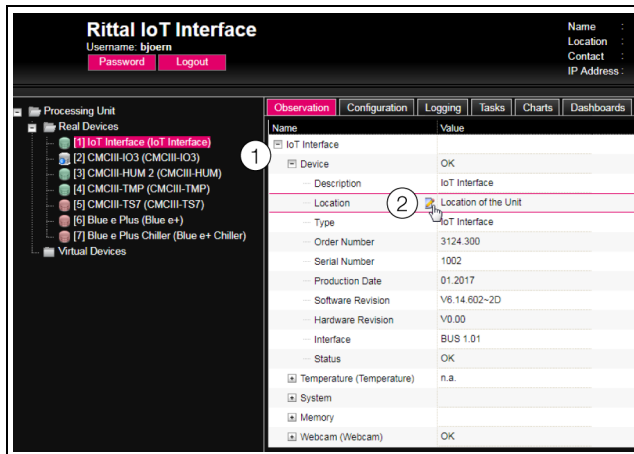 Rittal IoT Interface
Username: bjoern
Password Logout
Name :
Location :
Contact :
IP Address :
Processing Unit
Real Devices
[1] IoT Interface (IoT Interface)
[2] CMCIII-IO3 (CMCIII-IO3)
[3] CMCIII-HUM 2 (CMCIII-HUM)
[4] CMCIII-TMP (CMCIII-TMP)
[5] CMCIII-TS7 (CMCIII-TS7)
[6] Blue e Plus (Blue e+)
[7] Blue e Plus Chiller (Blue e+ Chiller)
Virtual Devices
Observation Configuration Logging Tasks Charts Dashboards
Name Value
1 IoT Interface
Device OK
Description IoT Interface
Location 2 Location of the Unit
Type IoT Interface
Order Number 3124.300
Serial Number 1002
Production Date 01.2017
Software Revision V6.14.602~2D
Hardware Revision V0.00
Interface BUS 1.01
Status OK
Temperature (Temperature) n.a.
System
Memory
Webcam (Webcam) OK